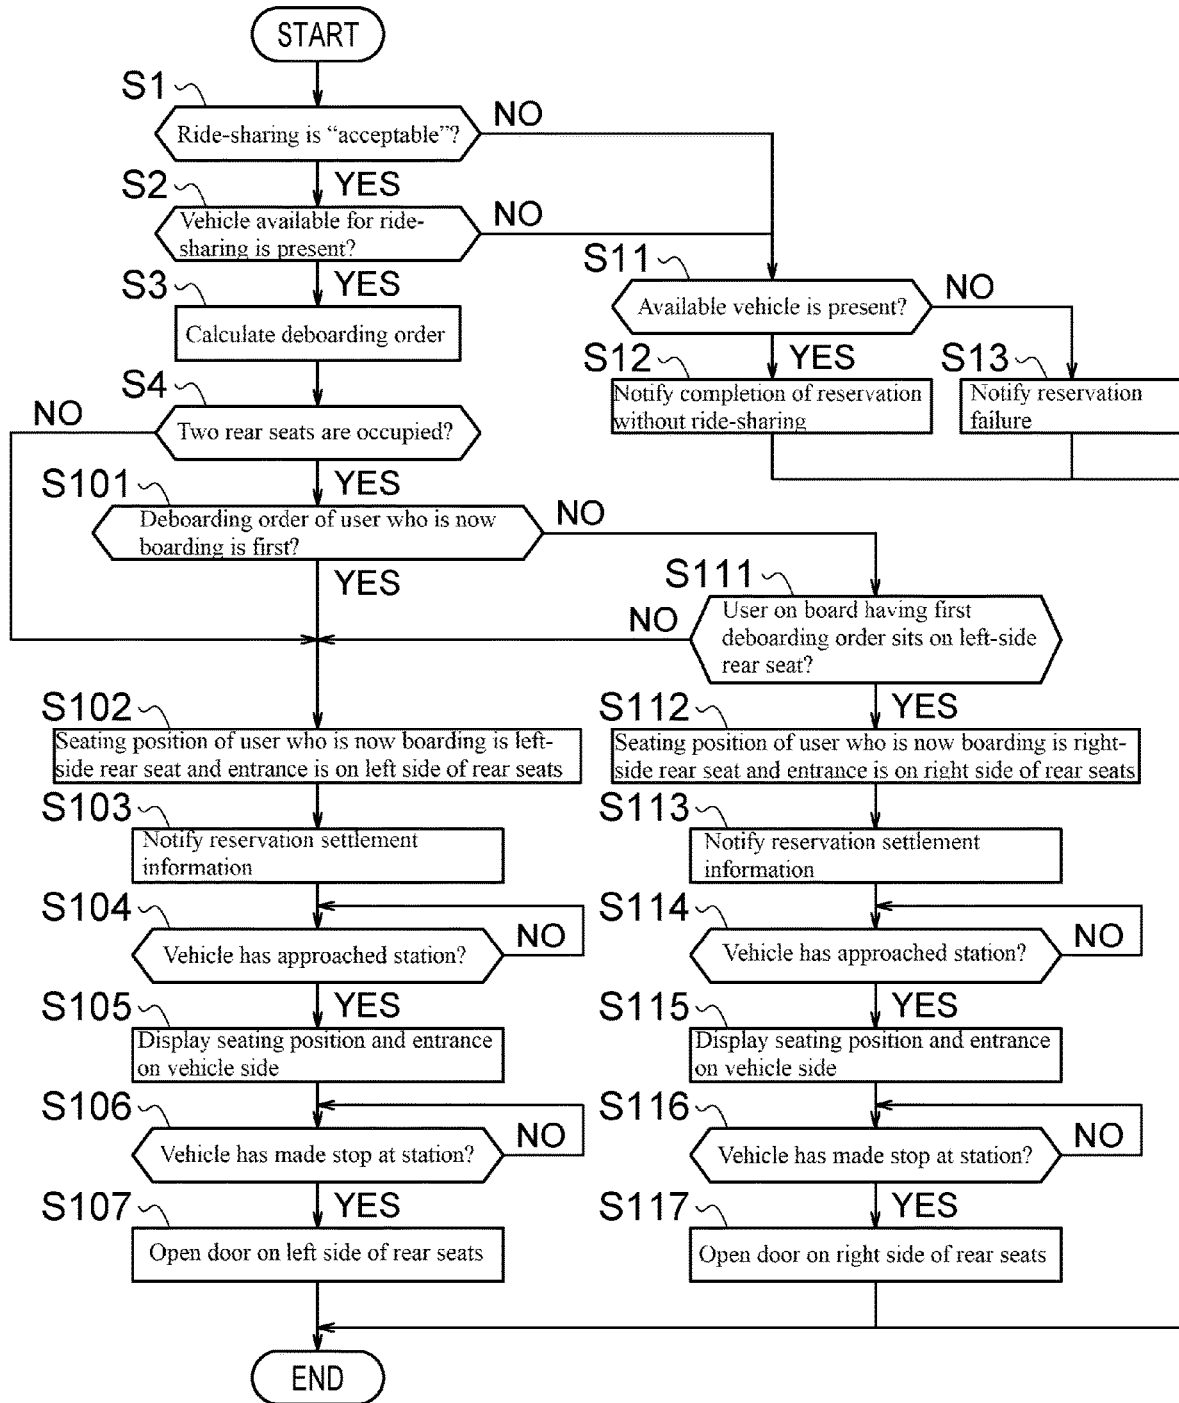 START
S1
Ride-sharing is “acceptable”?
NO
YES
S2
Vehicle available for ride-
sharing is present?
NO
YES
S3
Calculate deboarding order
S11
Available vehicle is present?
NO
YES
S12
Notify completion of reservation
without ride-sharing
S13
Notify reservation
failure
S4
Two rear seats are occupied?
NO
YES
S101
Deboarding order of user who is now
boarding is first?
NO
YES
S111
User on board having first
deboarding order sits on left-side
rear seat?
NO
YES
S102
Seating position of user who is now boarding is left-
side rear seat and entrance is on left side of rear seats
S103
Notify reservation settlement
information
S104
Vehicle has approached station?
NO
YES
S105
Display seating position and entrance
on vehicle side
S106
Vehicle has made stop at station?
NO
YES
S107
Open door on left side of rear seats
S112
Seating position of user who is now boarding is right-
side rear seat and entrance is on right side of rear seats
S113
Notify reservation settlement
information
S114
Vehicle has approached station?
NO
YES
S115
Display seating position and entrance
on vehicle side
S116
Vehicle has made stop at station?
NO
YES
S117
Open door on right side of rear seats
END